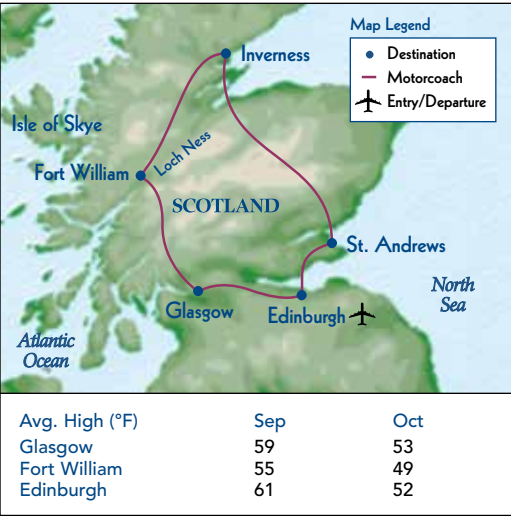 Map Legend
Destination
Motorcoach
Entry/Departure
Inverness
Isle of Skye
Loch Ness
Fort William
SCOTLAND
St. Andrews
North
Sea
Glasgow
Edinburgh
Atlantic
Ocean
Avg. High (°F) Sep Oct
Glasgow 59 53
Fort William 55 49
Edinburgh 61 52